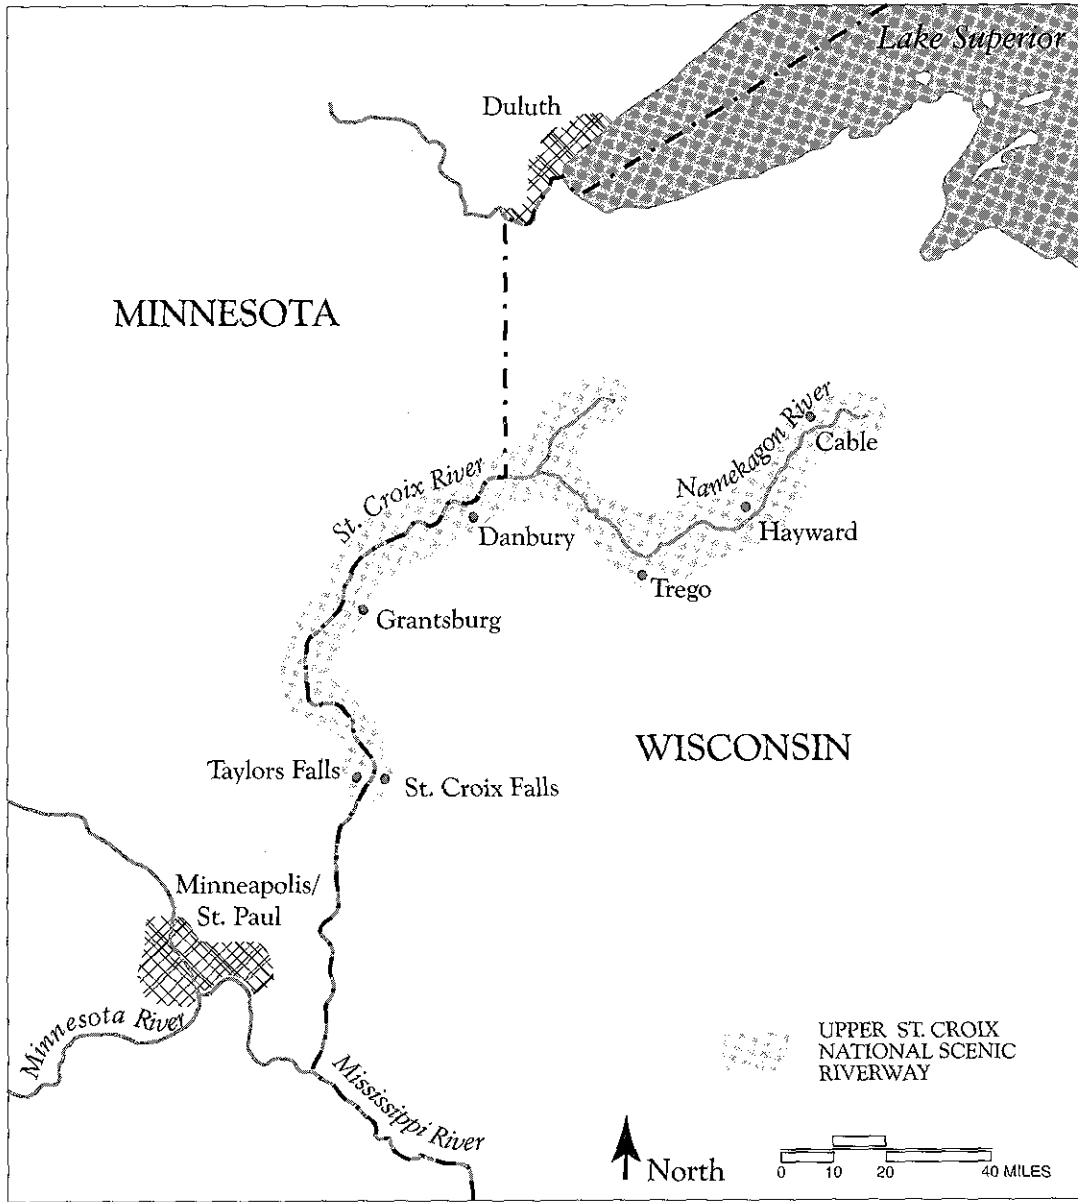 Lake Superior
Duluth
MINNESOTA
Namekagon River
Cable
St. Croix River
Hayward
Danbury
Trego
Grantsburg
WISCONSIN
Taylors Falls
St. Croix Falls
Minneapolis/
St. Paul
Minnesota River
Mississippi River
UPPER ST. CROIX
NATIONAL SCENIC
RIVERWAY
North
0 10 20 40 MILES